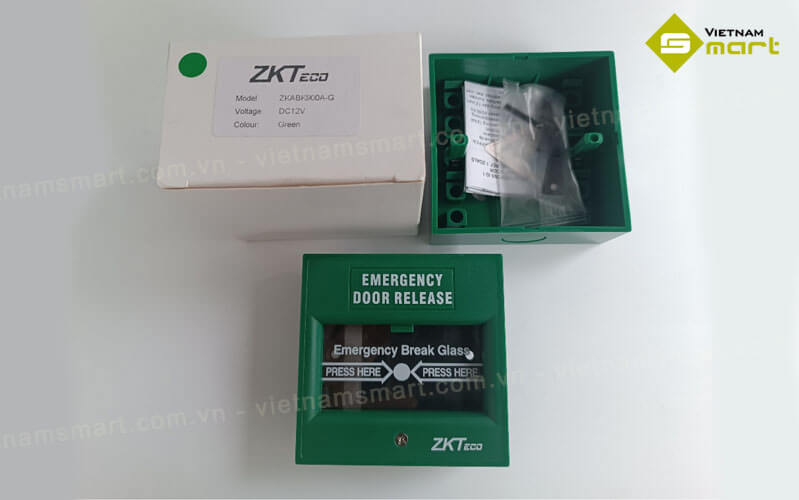 VIETNAM
Smart
ZKTeco
Model ZKABK900A-G
Voltage DC12V
Colour: Green
EMERGENCY
DOOR RELEASE
Emergency Break Glass
PRESS HERE PRESS HERE
ZKTeco
vietnamsmart.com.vn - vietnamsmart.com.vn
vietnamsmart.com.vn - vietnamsmart.com.vn